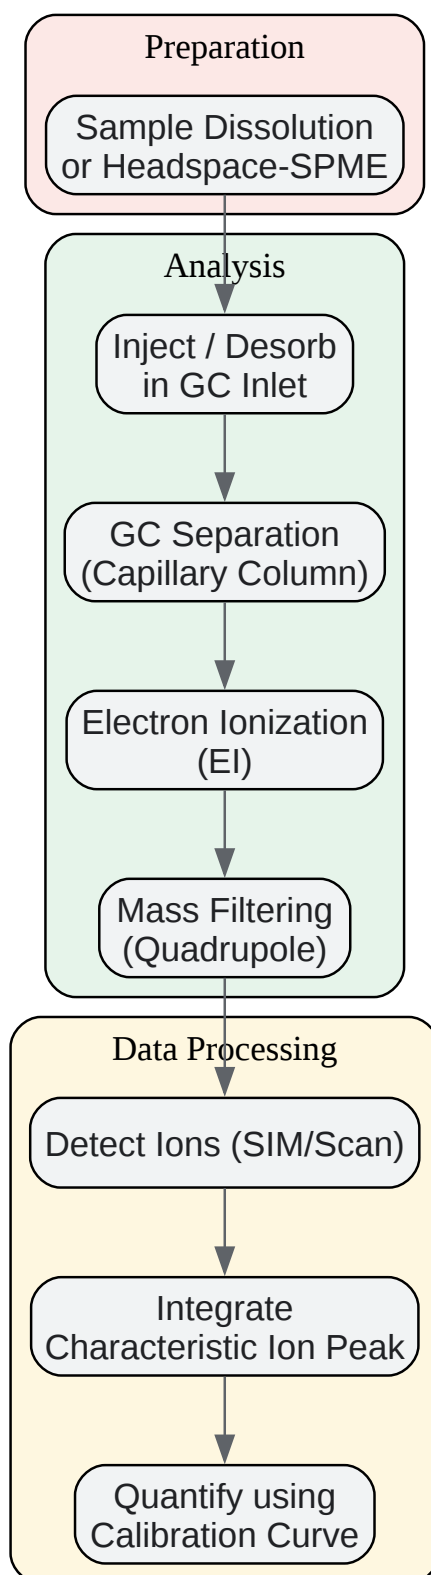 Preparation
Sample Dissolution
or Headspace-SPME
Analysis
Inject / Desorb
in GC Inlet
GC Separation
(Capillary Column)
Electron Ionization
(EI)
Mass Filtering
(Quadrupole)
Data Processing
Detect Ions (SIM/Scan)
Integrate
Characteristic Ion Peak
Quantify using
Calibration Curve